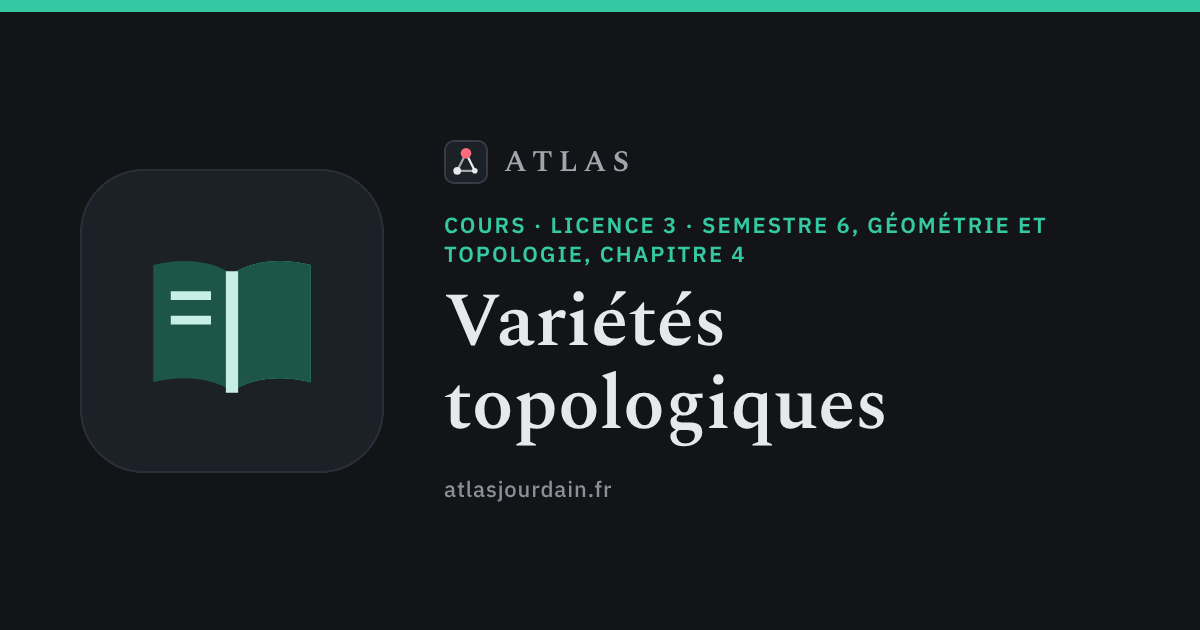 ATLAS
COURS · LICENCE 3 · SEMESTRE 6, GÉOMÉTRIE ET
TOPOLOGIE, CHAPITRE 4
Variétés
topologiques
atlasjourdain.fr